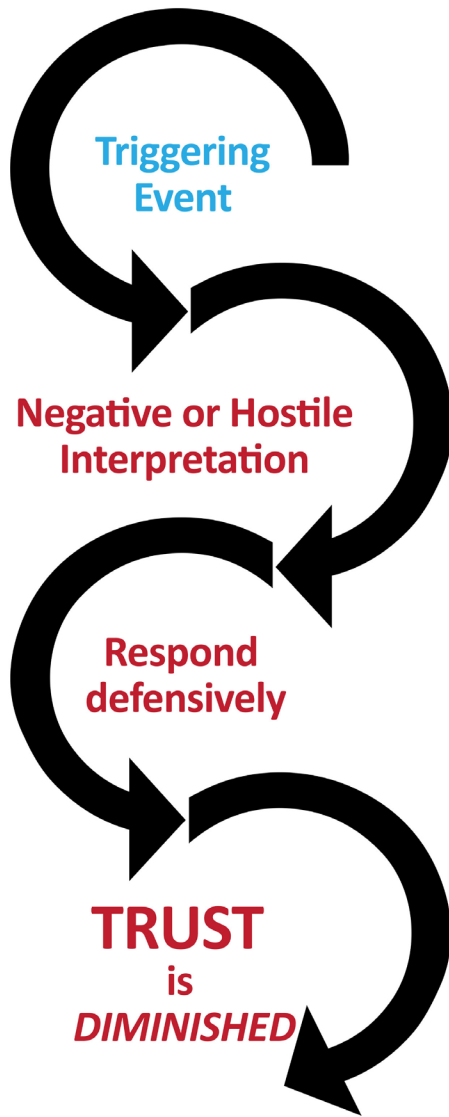 Triggering
Event
Negative or Hostile
Interpretation
Respond
defensively
TRUST
is
DIMINISHED